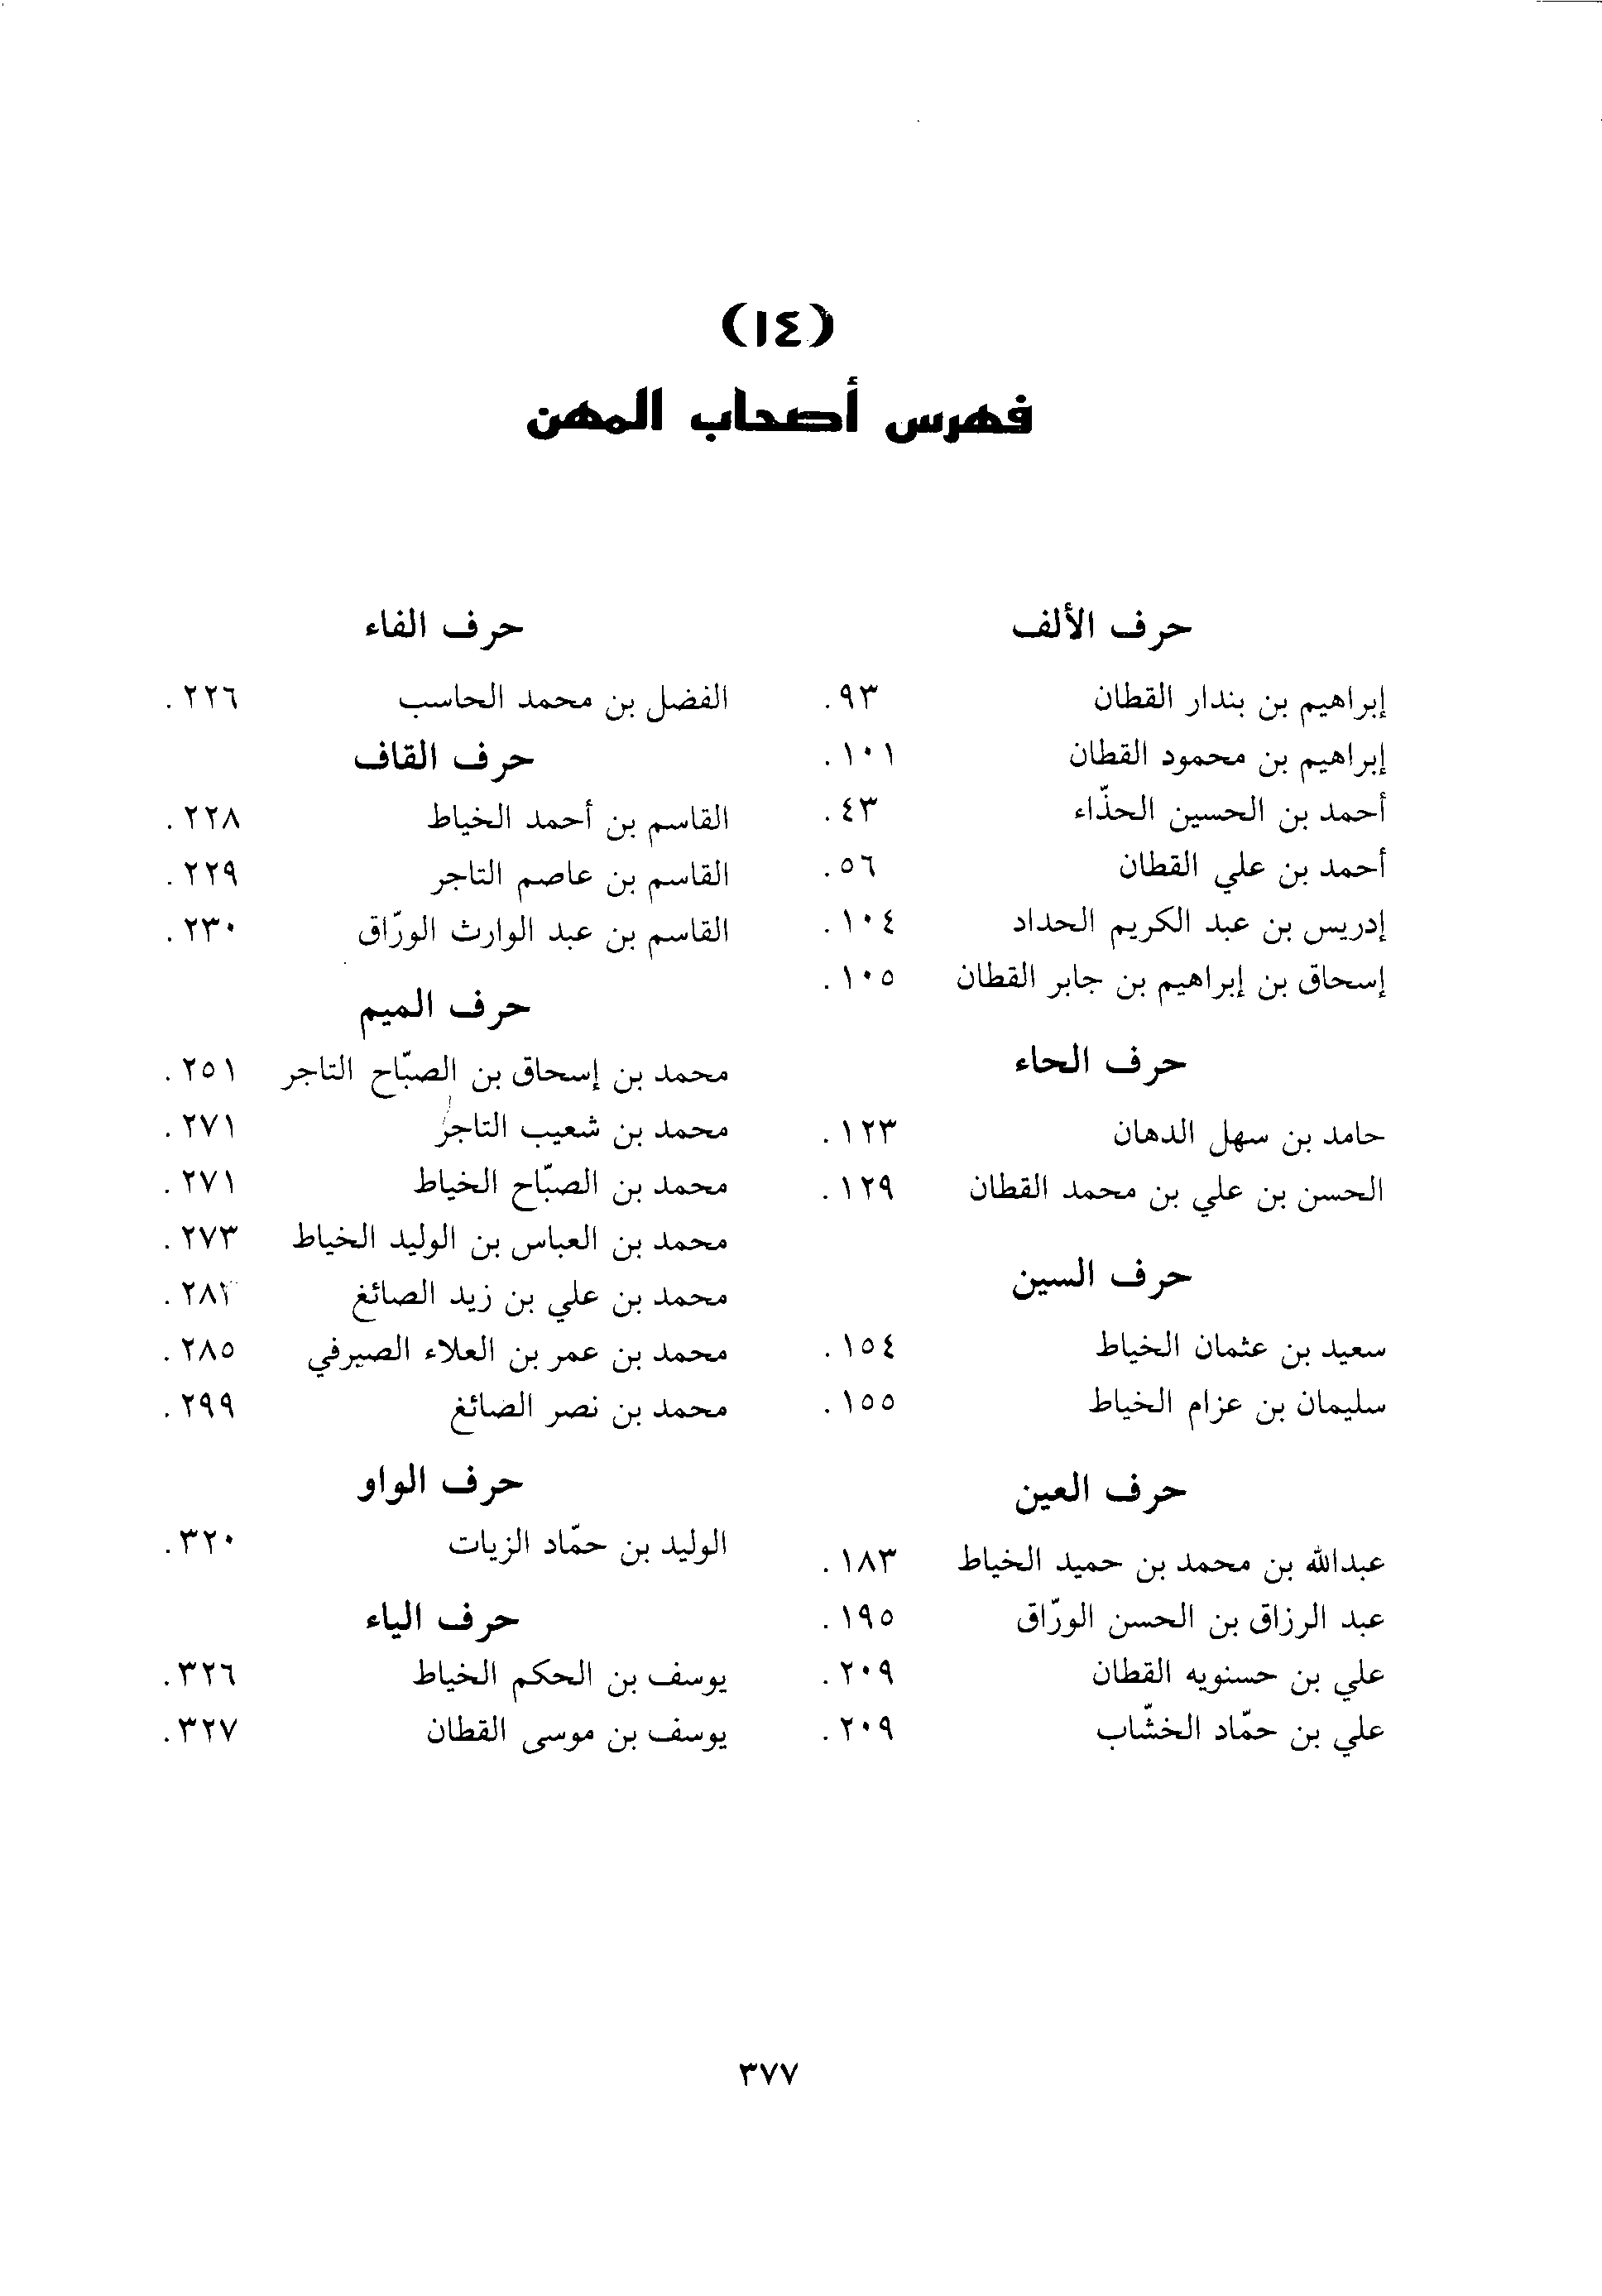 (١٤)
فهرس أصحاب المهن
حرف الألف
إبراهيم بن بندار القطان ٩٣.
إبراهيم بن محمود القطان ١٠١.
أحمد بن الحسين الحذّاء ٤٣.
أحمد بن علي القطان ٥٦.
إدريس بن عبد الكريم الحداد ١٠٤.
إسحاق بن إبراهيم بن جابر القطان ١٠٥.
حرف الحاء
حامد بن سهل الدهان ١٢٣.
الحسن بن علي بن محمد القطان ١٢٩.
حرف السين
سعيد بن عثمان الخياط ١٥٤.
سليمان بن عزام الخياط ١٥٥.
حرف العين
عبدالله بن محمد بن حميد الخياط ١٨٣.
عبد الرزاق بن الحسن الورّاق ١٩٥.
علي بن حسنويه القطان ٢٠٩.
علي بن حمّاد الخشّاب ٢٠٩.
حرف الفاء
الفضل بن محمد الحاسب ٢٢٦.
حرف القاف
القاسم بن أحمد الخياط ٢٢٨.
القاسم بن عاصم التاجر ٢٢٩.
القاسم بن عبد الوارث الورّاق ٢٣٠.
حرف الميم
محمد بن إسحاق بن الصبّاح التاجر ٢٥١.
محمد بن شعيب التاجر ٢٧١.
محمد بن الصبّاح الخياط ٢٧١.
محمد بن العباس بن الوليد الخياط ٢٧٣.
محمد بن علي بن زيد الصائغ
محمد بن عمر بن العلاء الصيرفي ٢٨٥.
محمد بن نصر الضائغ ٢٩٩.
حرف الواو
الوليد بن حمّاد الزيات ٣٢٠.
حرف الياء
يوسف بن الحكم الخياط ٣٢٦.
يوسف بن موسى القطان ٣٢٧.
٣٧٧